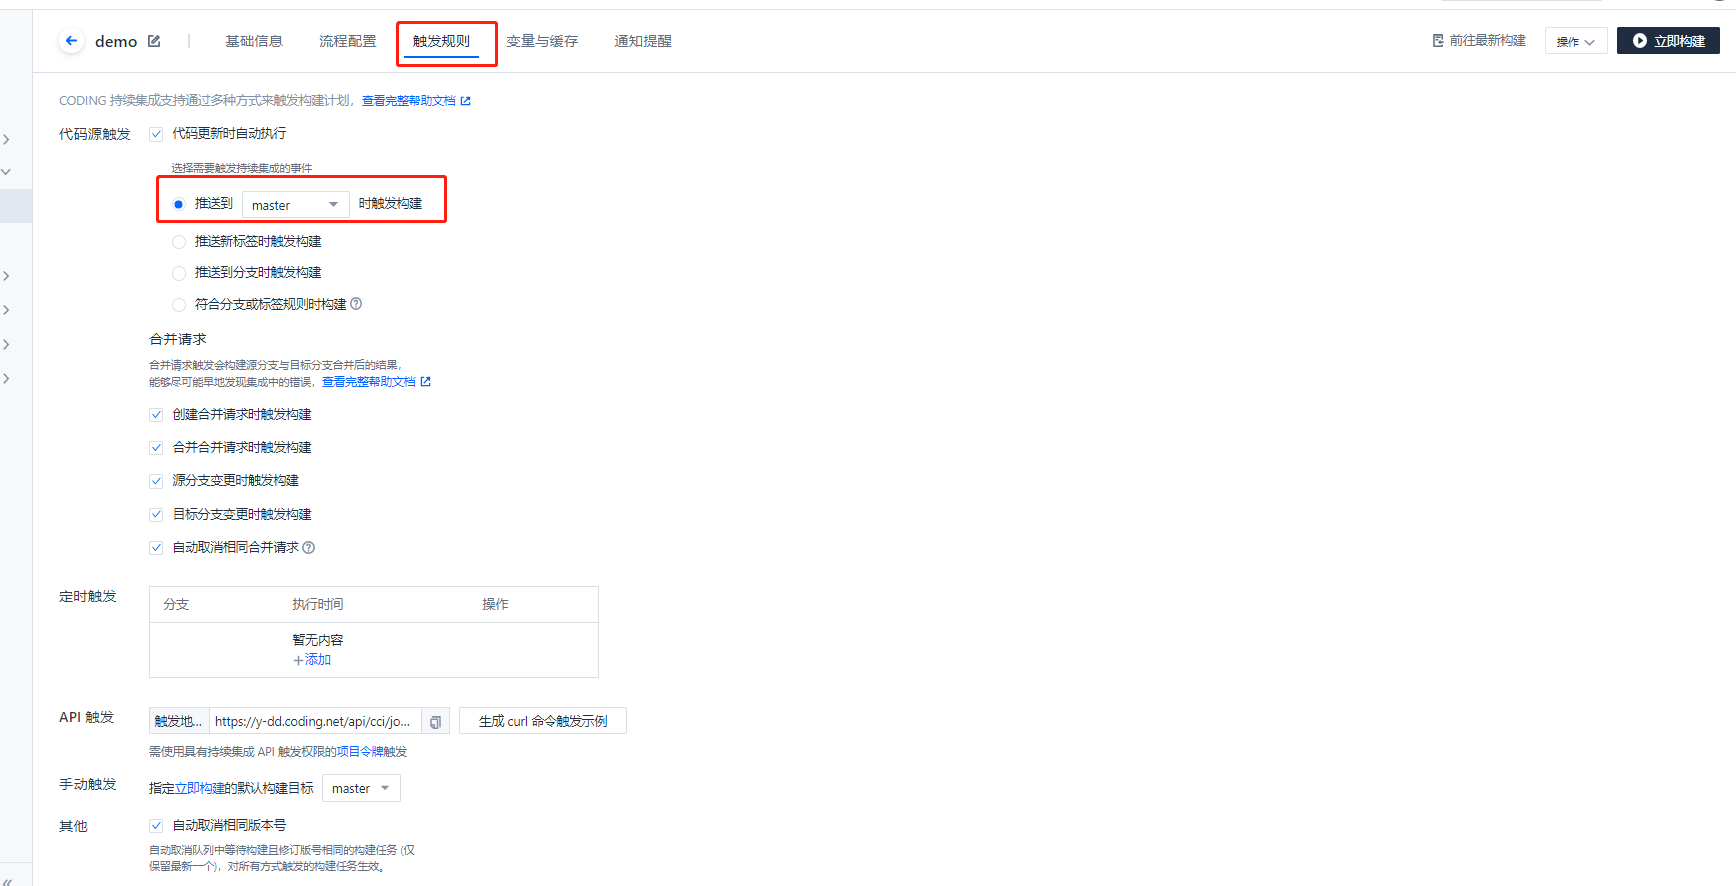 demo
基础信息
流程配置
触发规则
变量与缓存
通知提醒
前往最新构建
操作
立即构建
CODING 持续集成支持通过多种方式来触发构建计划，查看完整帮助文档
代码源触发
代码更新时自动执行
选择需要触发持续集成的事件
推送到 master 时触发构建
推送新标签时触发构建
推送到分支时触发构建
符合分支或标签规则时构建
合并请求
合并请求触发会构建源分支与目标分支合并后的结果，
能够尽可能早地发现集成中的错误，查看完整帮助文档
创建合并请求时触发构建
合并合并请求时触发构建
源分支变更时触发构建
目标分支变更时触发构建
自动取消相同合并请求
定时触发
分支 执行时间 操作
暂无内容
+添加
API 触发
触发地... https://y-dd.coding.net/api/cci/jo... 生成 curl 命令触发示例
需使用具有持续集成 API 触发权限的项目令牌触发
手动触发
指定立即构建的默认构建目标 master
其他
自动取消相同版本号
自动取消队列中等待构建且修订版号相同的构建任务 (仅
保留最新一个)，对所有方式触发的构建任务生效。